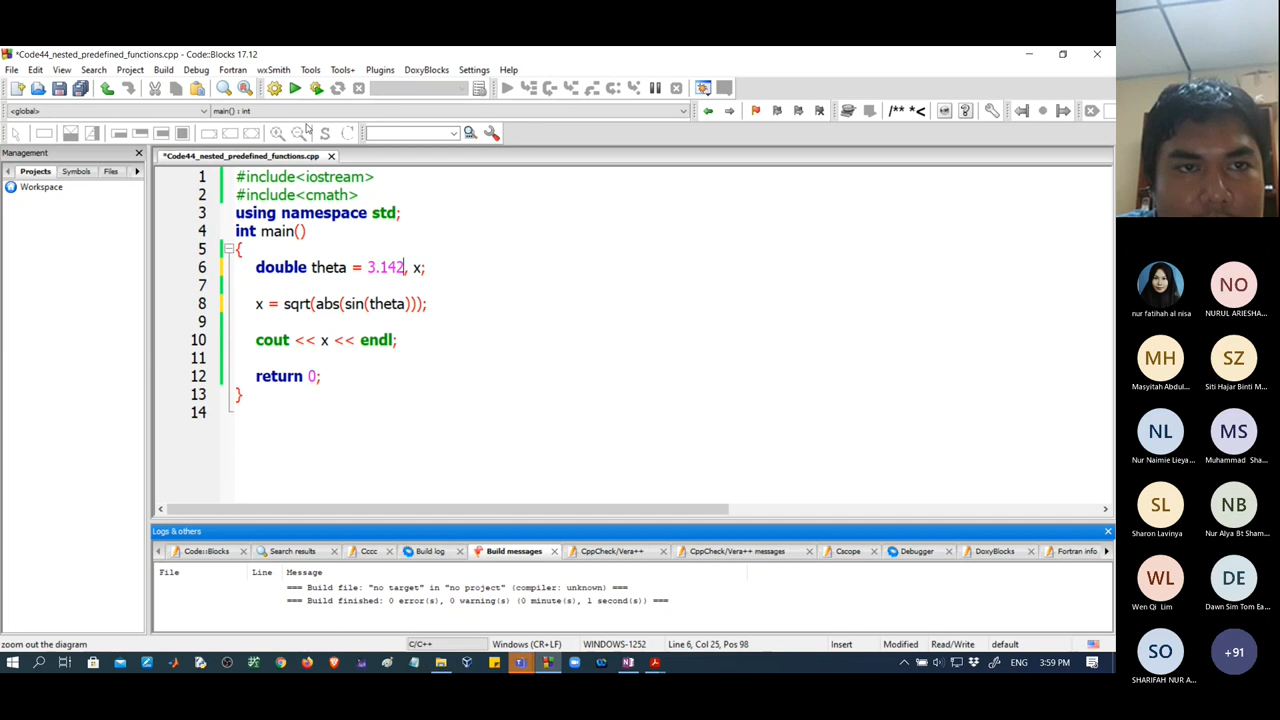 *Code44_nested_predefined_functions.cpp - Code::Blocks 17.12
File Edit View Search Project Build Debug Fortran wxSmith Tools Tools+ Plugins DoxyBlocks Settings Help
<global> main() : int
/** *<
S C
Management
Projects Symbols Files
Workspace
*Code44_nested_predefined_functions.cpp
1 #include<iostream>
2 #include<cmath>
3 using namespace std;
4 int main()
5 {
6 double theta = 3.142, x;
7
8 x = sqrt(abs(sin(theta)));
9
10 cout << x << endl;
11
12 return 0;
13 }
14
Logs & others
Code::Blocks Search results Cccc Build log Build messages CppCheck/Vera++ CppCheck/Vera++ messages Cscope Debugger DoxyBlocks Fortran info
File Line Message
=== Build file: "no target" in "no project" (compiler: unknown) ===
=== Build finished: 0 error(s), 0 warning(s) (0 minute(s), 1 second(s)) ===
zoom out the diagram C/C++ Windows (CR+LF) WINDOWS-1252 Line 6, Col 25, Pos 98 Insert Modified Read/Write default
ENG 3:59 PM
nur fatihah al nisa
NO
NURUL ARIESHA...
MH
Masyitah Abdul...
SZ
Siti Hajar Binti M...
NL
Nur Naimie Lieya...
MS
Muhammad Sha...
SL
Sharon Lavinya
NB
Nur Alya Bt Sham...
WL
Wen Qi Lim
DE
Dawn Sim Tom Ea...
SO
SHARIFAH NUR A...
+91